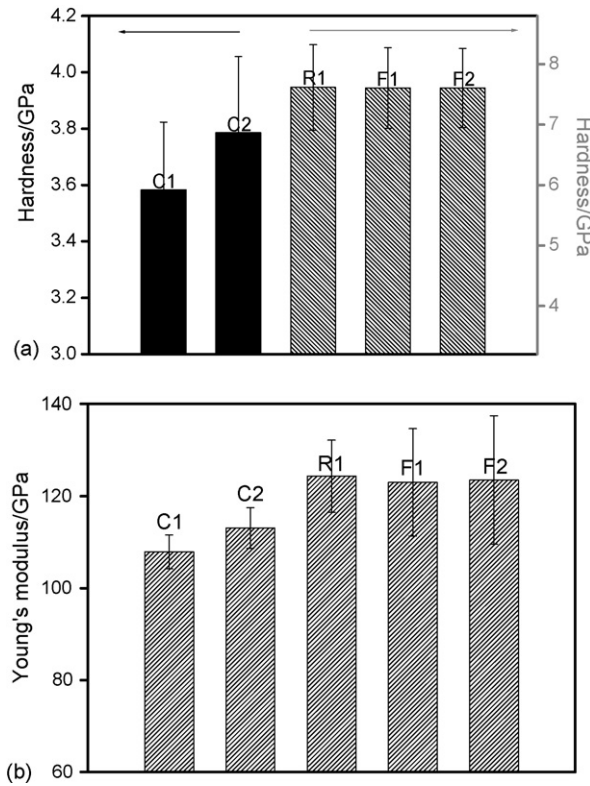 4.2
4.0
3.8
3.6
3.4
3.2
3.0
Hardness/GPa
C1
C2
R1
F1
F2
8
7
6
5
4
Hardness/GPa
(a)
140
120
100
80
60
Young's modulus/GPa
C1
C2
R1
F1
F2
(b)